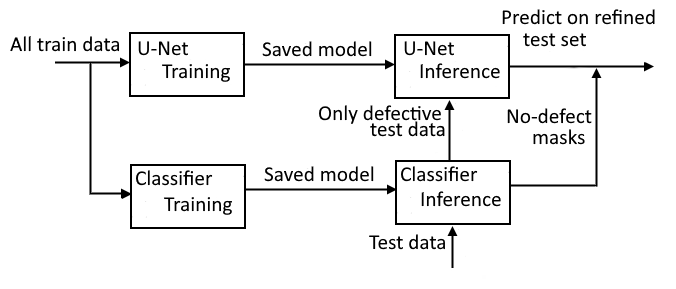 Predict on refined
test set
All train data
U-Net
Training
Saved model
U-Net
Inference
Only defective
test data
No-defect
masks
Classifier
Training
Saved model
Classifier
Inference
Test data